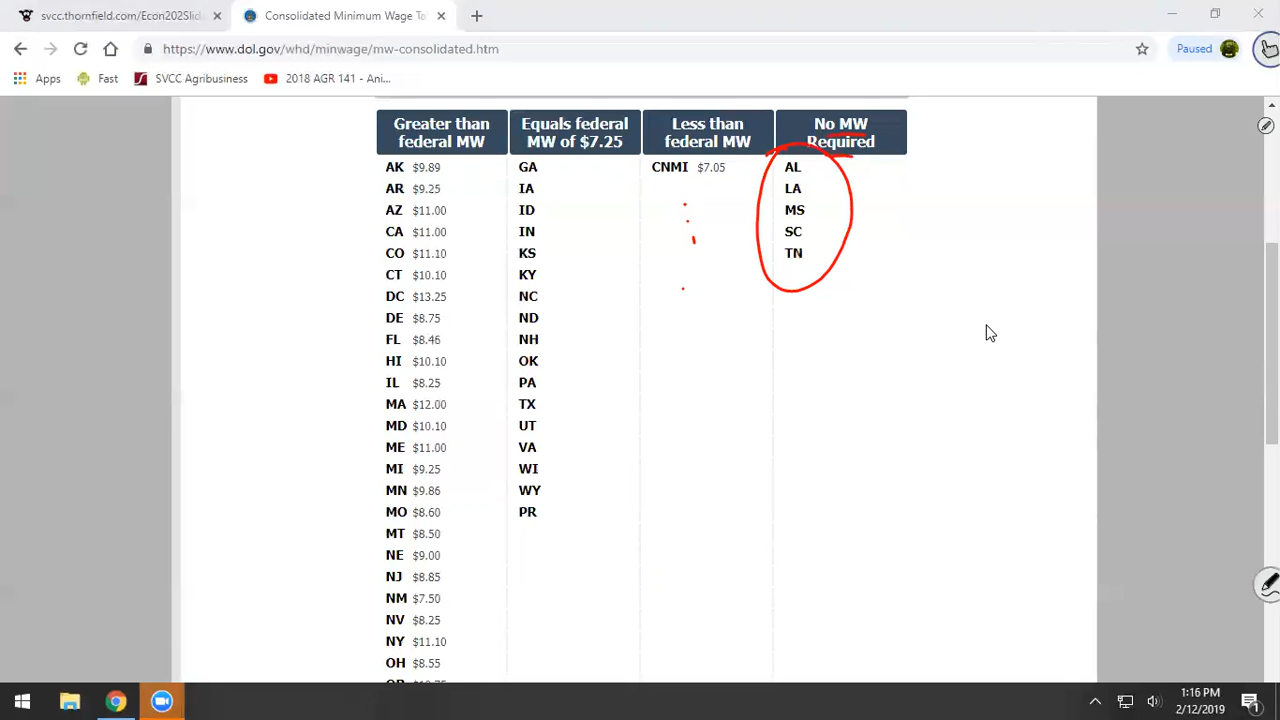 svcc.thornfield.com/Econ202Slid
Consolidated Minimum Wage To
https://www.dol.gov/whd/minwage/mw-consolidated.htm
Paused
Apps
Fast
SVCC Agribusiness
2018 AGR 141 - Ani...
Greater than federal MW
Equals federal MW of $7.25
Less than federal MW
No MW Required
AK $9.89
GA
CNMI $7.05
AL
AR $9.25
IA
LA
AZ $11.00
ID
MS
CA $11.00
IN
SC
CO $11.10
KS
TN
CT $10.10
KY
DC $13.25
NC
DE $8.75
ND
FL $8.46
NH
HI $10.10
OK
IL $8.25
PA
MA $12.00
TX
MD $10.10
UT
ME $11.00
VA
MI $9.25
WI
MN $9.86
WY
MO $8.60
PR
MT $8.50
NE $9.00
NJ $8.85
NM $7.50
NV $8.25
NY $11.10
OH $8.55
1:16 PM
2/12/2019